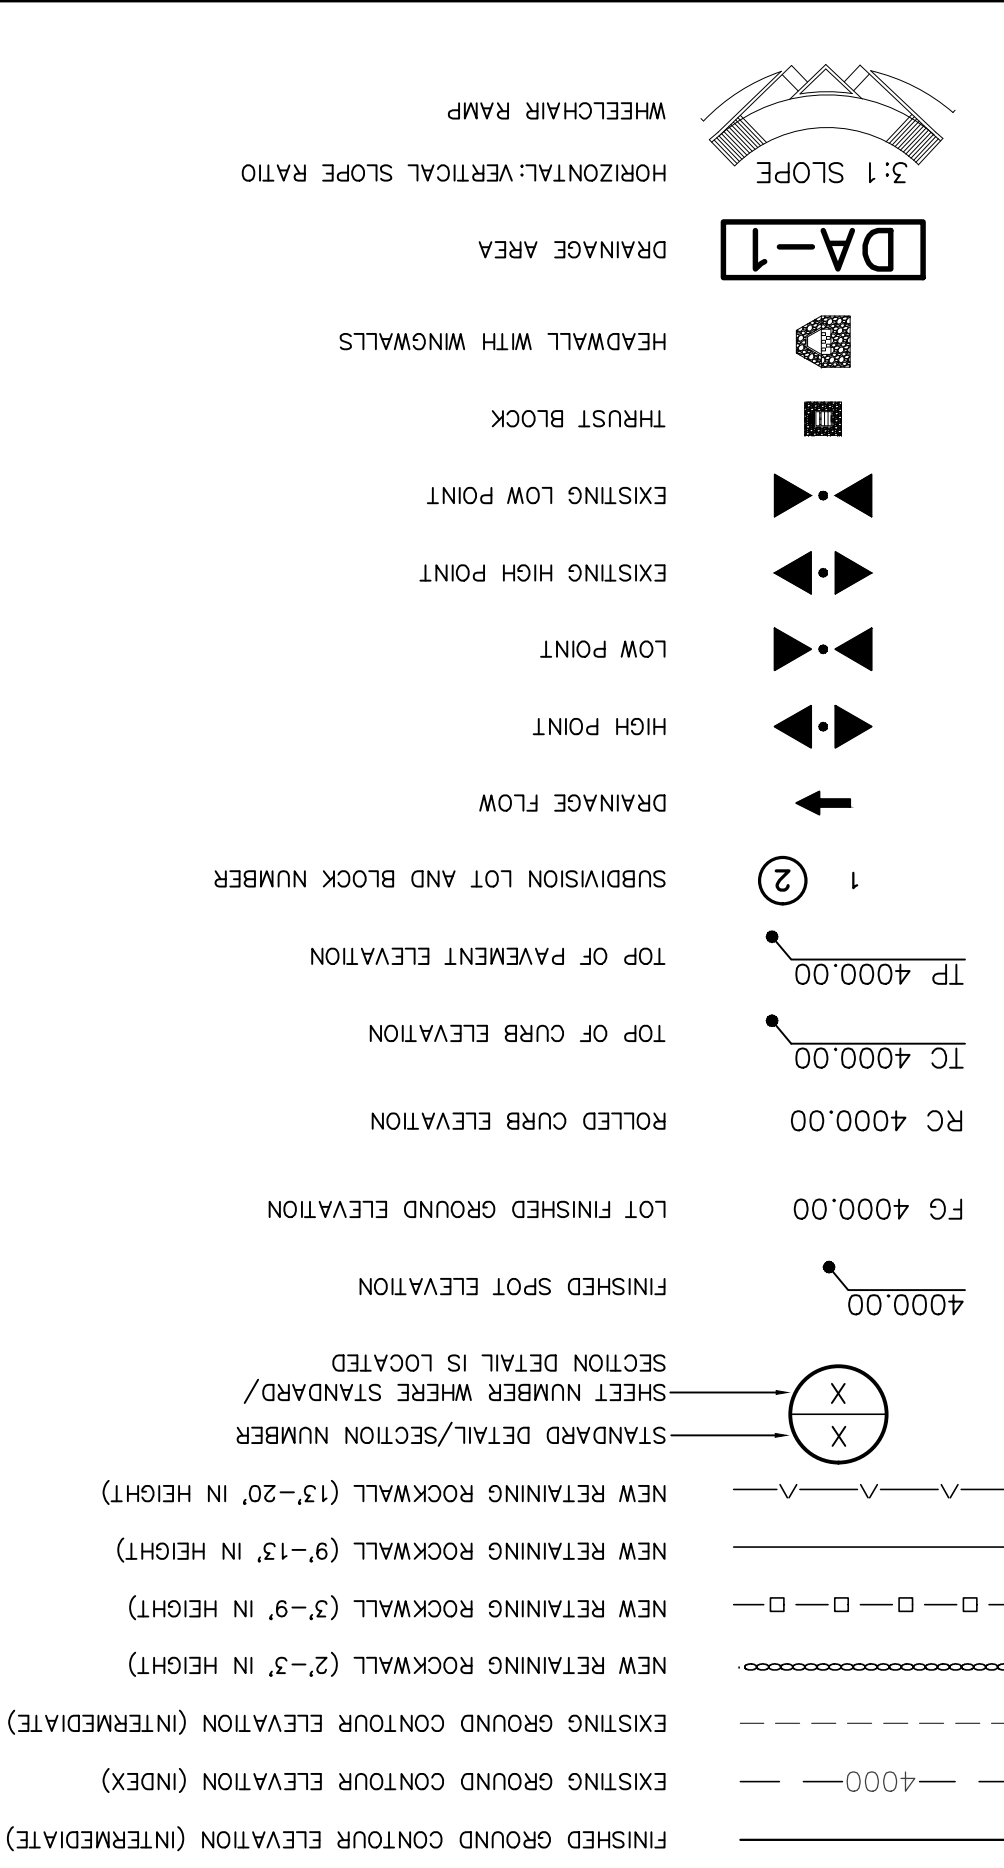 FINISHED GROUND CONTOUR ELEVATION (INTERMEDIATE)
4000 EXISTING GROUND CONTOUR ELEVATION (INDEX)
EXISTING GROUND CONTOUR ELEVATION (INTERMEDIATE)
NEW RETAINING ROCKWALL (2'-3' IN HEIGHT)
NEW RETAINING ROCKWALL (3'-9' IN HEIGHT)
NEW RETAINING ROCKWALL (9'-13' IN HEIGHT)
NEW RETAINING ROCKWALL (13'-20' IN HEIGHT)
X STANDARD DETAIL/SECTION NUMBER
X SHEET NUMBER WHERE STANDARD/
SECTION DETAIL IS LOCATED
4000.00 FINISHED SPOT ELEVATION
FG 4000.00 LOT FINISHED GROUND ELEVATION
RC 4000.00 ROLLED CURB ELEVATION
TC 4000.00 TOP OF CURB ELEVATION
TP 4000.00 TOP OF PAVEMENT ELEVATION
1 2 SUBDIVISION LOT AND BLOCK NUMBER
DRAINAGE FLOW
HIGH POINT
LOW POINT
EXISTING HIGH POINT
EXISTING LOW POINT
THRUST BLOCK
HEADWALL WITH WINGWALLS
DA-1 DRAINAGE AREA
3:1 SLOPE HORIZONTAL:VERTICAL SLOPE RATIO
WHEELCHAIR RAMP